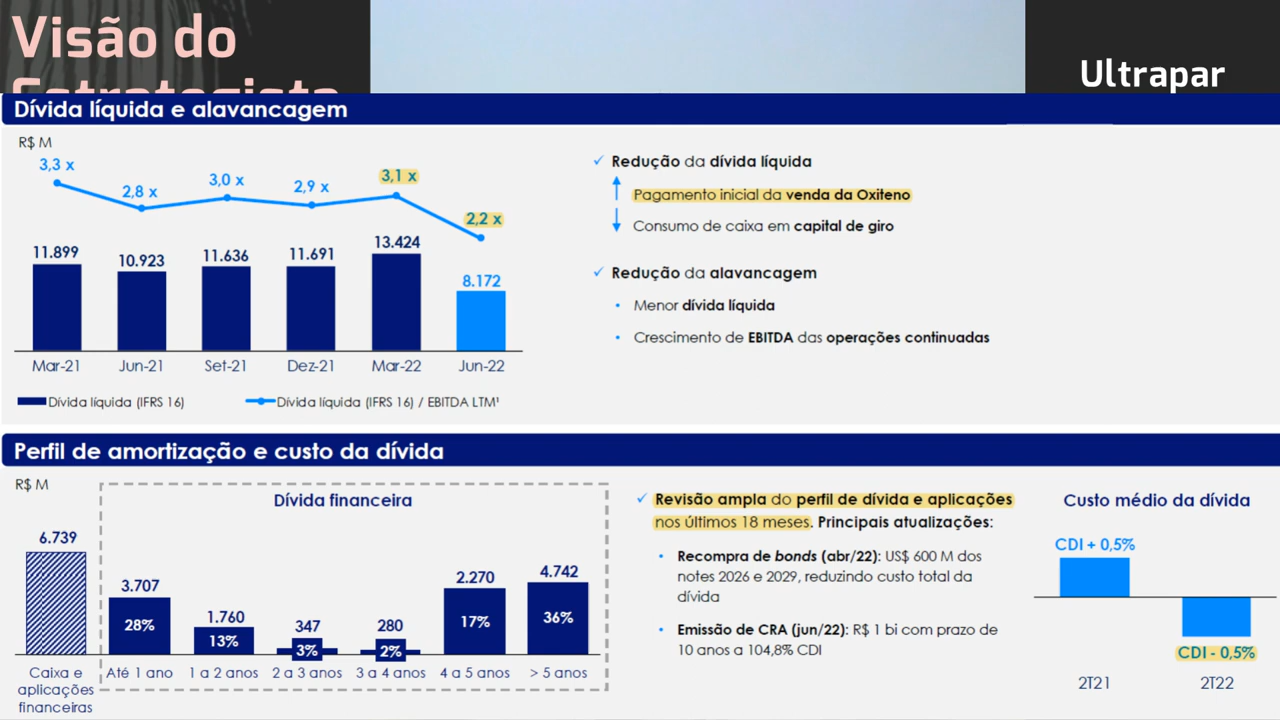 Visão do
Estrategista
Ultrapar
Dívida líquida e alavancagem
R$ M
3,3 x
2,8 x
3,0 x
2,9 x
3,1 x
2,2 x
11.899
10.923
11.636
11.691
13.424
8.172
Mar-21
Jun-21
Set-21
Dez-21
Mar-22
Jun-22
Dívida líquida (IFRS 16)
Dívida líquida (IFRS 16) / EBITDA LTM¹
✓ Redução da dívida líquida
Pagamento inicial da venda da Oxiteno
Consumo de caixa em capital de giro
✓ Redução da alavancagem
• Menor dívida líquida
• Crescimento de EBITDA das operações continuadas
Perfil de amortização e custo da dívida
R$ M
Dívida financeira
6.739
3.707
1.760
347
280
2.270
4.742
28%
13%
3%
2%
17%
36%
Caixa e
aplicações
financeiras
Até 1 ano
1 a 2 anos
2 a 3 anos
3 a 4 anos
4 a 5 anos
> 5 anos
✓ Revisão ampla do perfil de dívida e aplicações
nos últimos 18 meses. Principais atualizações:
• Recompra de bonds (abr/22): US$ 600 M dos
notes 2026 e 2029, reduzindo custo total da
dívida
• Emissão de CRA (jun/22): R$ 1 bi com prazo de
10 anos a 104,8% CDI
Custo médio da dívida
CDI + 0,5%
CDI - 0,5%
2T21
2T22